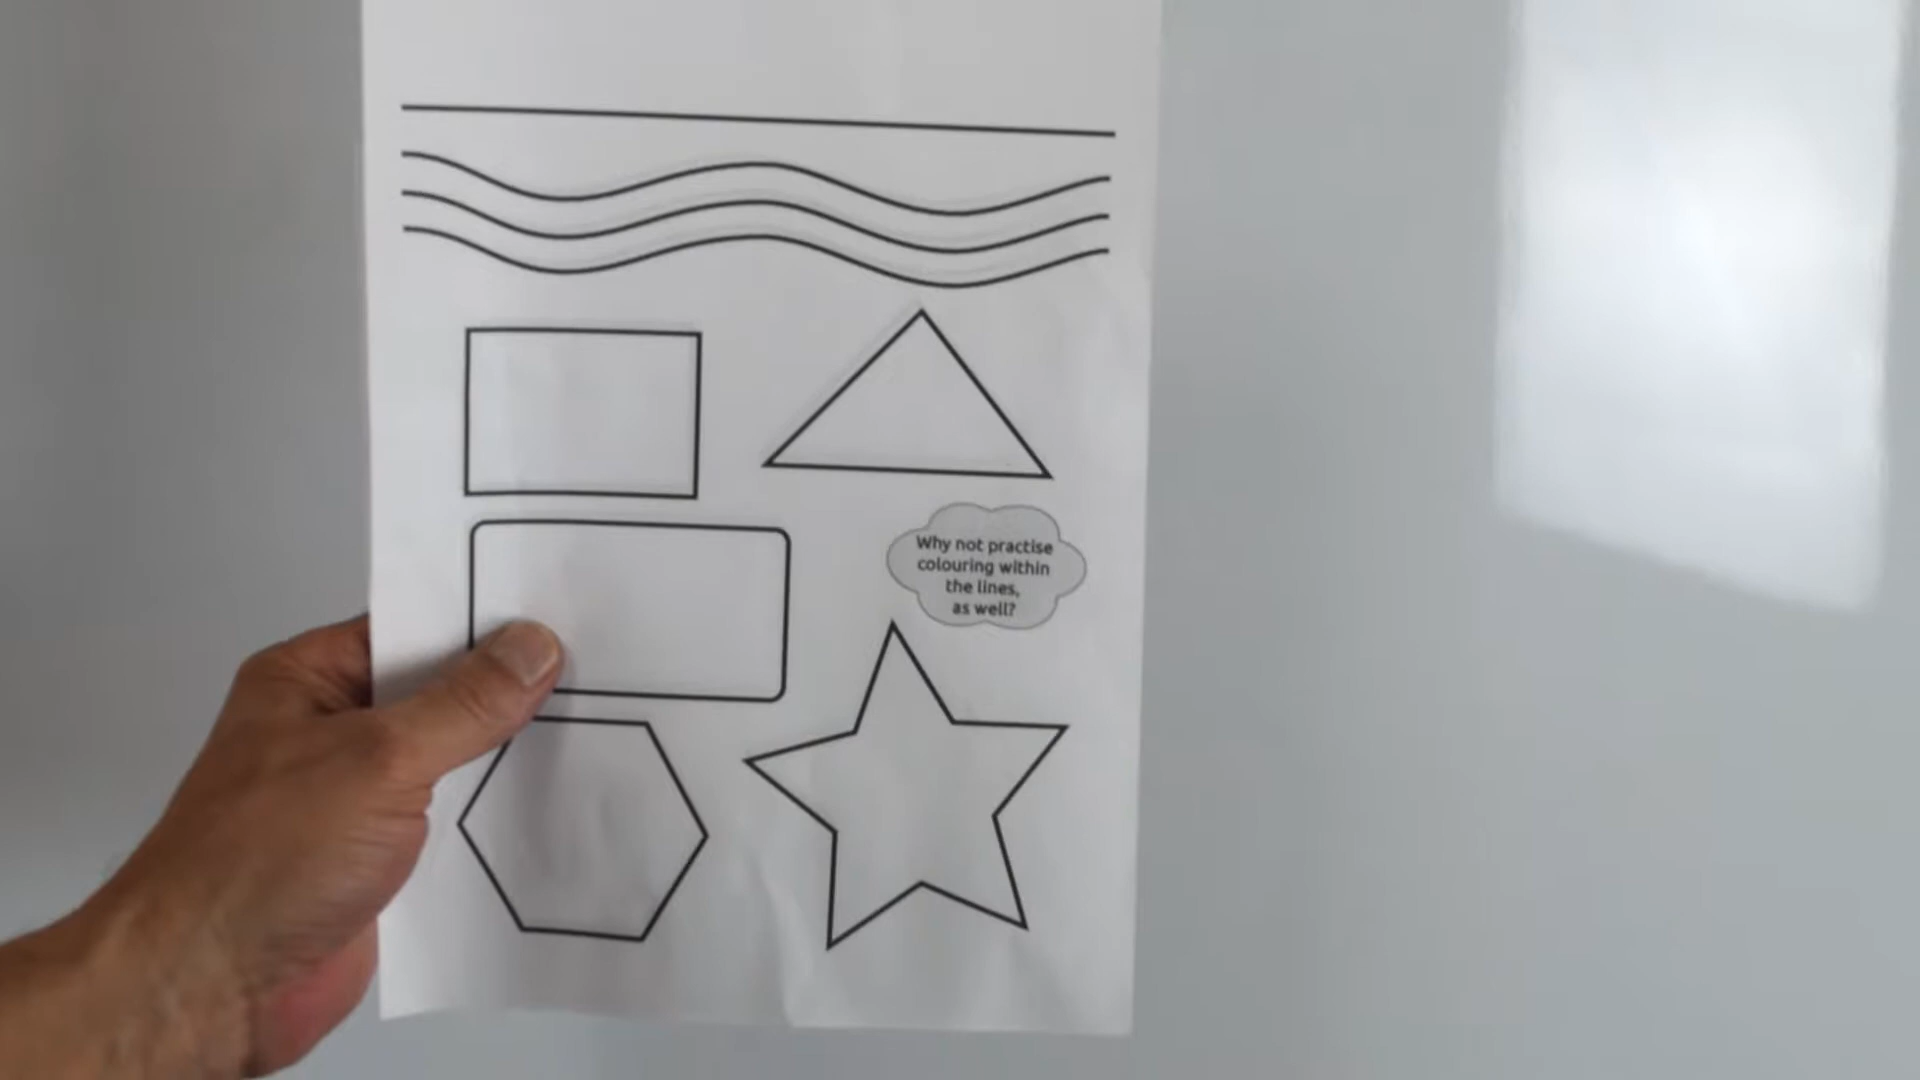 Why not practise
colouring within
the lines,
as well?